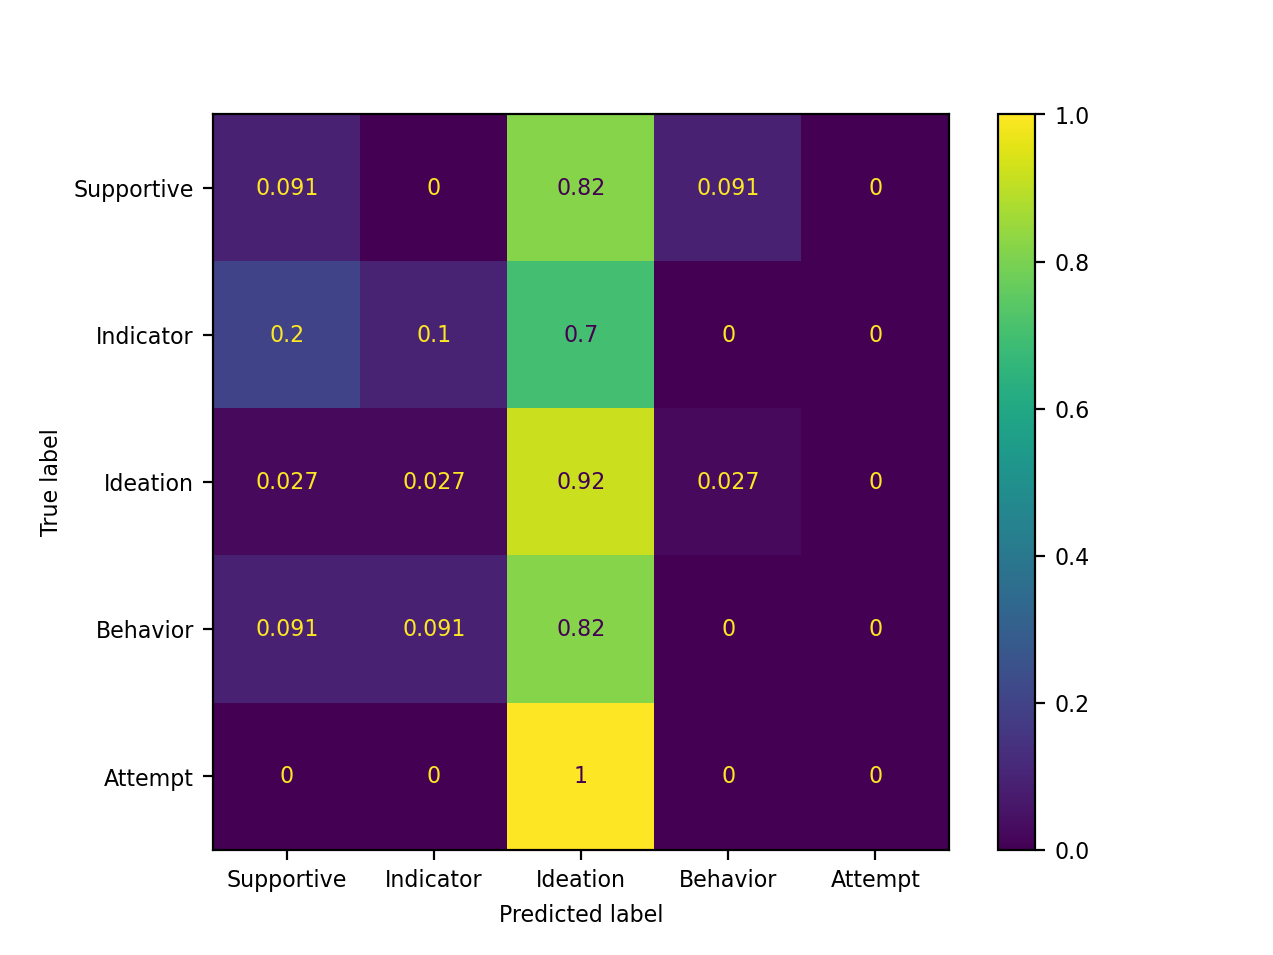 1.0
Supportive 0.091 0 0.82 0.091 0
0.8
Indicator 0.2 0.1 0.7 0 0
0.6
True label
Ideation 0.027 0.027 0.92 0.027 0
0.4
Behavior 0.091 0.091 0.82 0 0
0.2
Attempt 0 0 1 0 0
0.0
Supportive Indicator Ideation Behavior Attempt
Predicted label